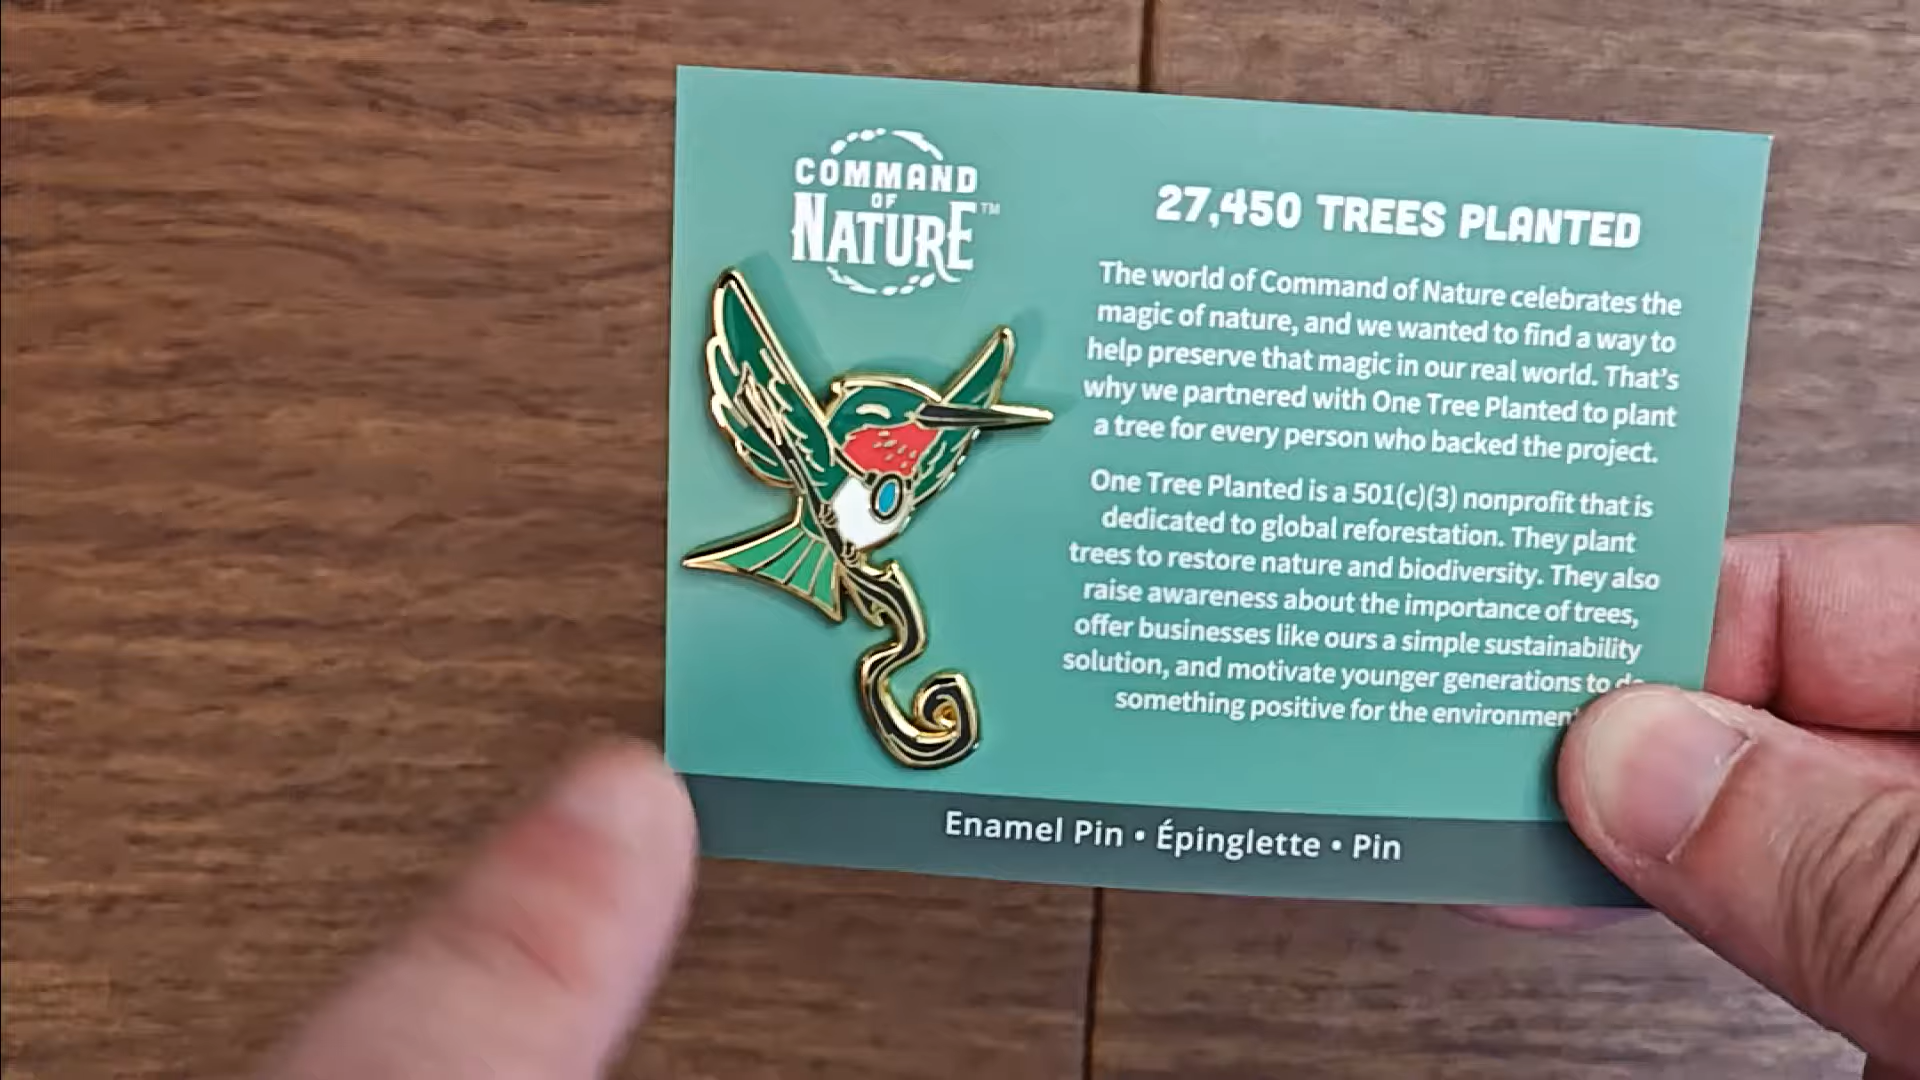 COMMAND
OF
NATURE™
27,450 TREES PLANTED
The world of Command of Nature celebrates the
magic of nature, and we wanted to find a way to
help preserve that magic in our real world. That's
why we partnered with One Tree Planted to plant
a tree for every person who backed the project.
One Tree Planted is a 501(c)(3) nonprofit that is
dedicated to global reforestation. They plant
trees to restore nature and biodiversity. They also
raise awareness about the importance of trees,
offer businesses like ours a simple sustainability
solution, and motivate younger generations to
something positive for the environment
Enamel Pin • Épinglette • Pin